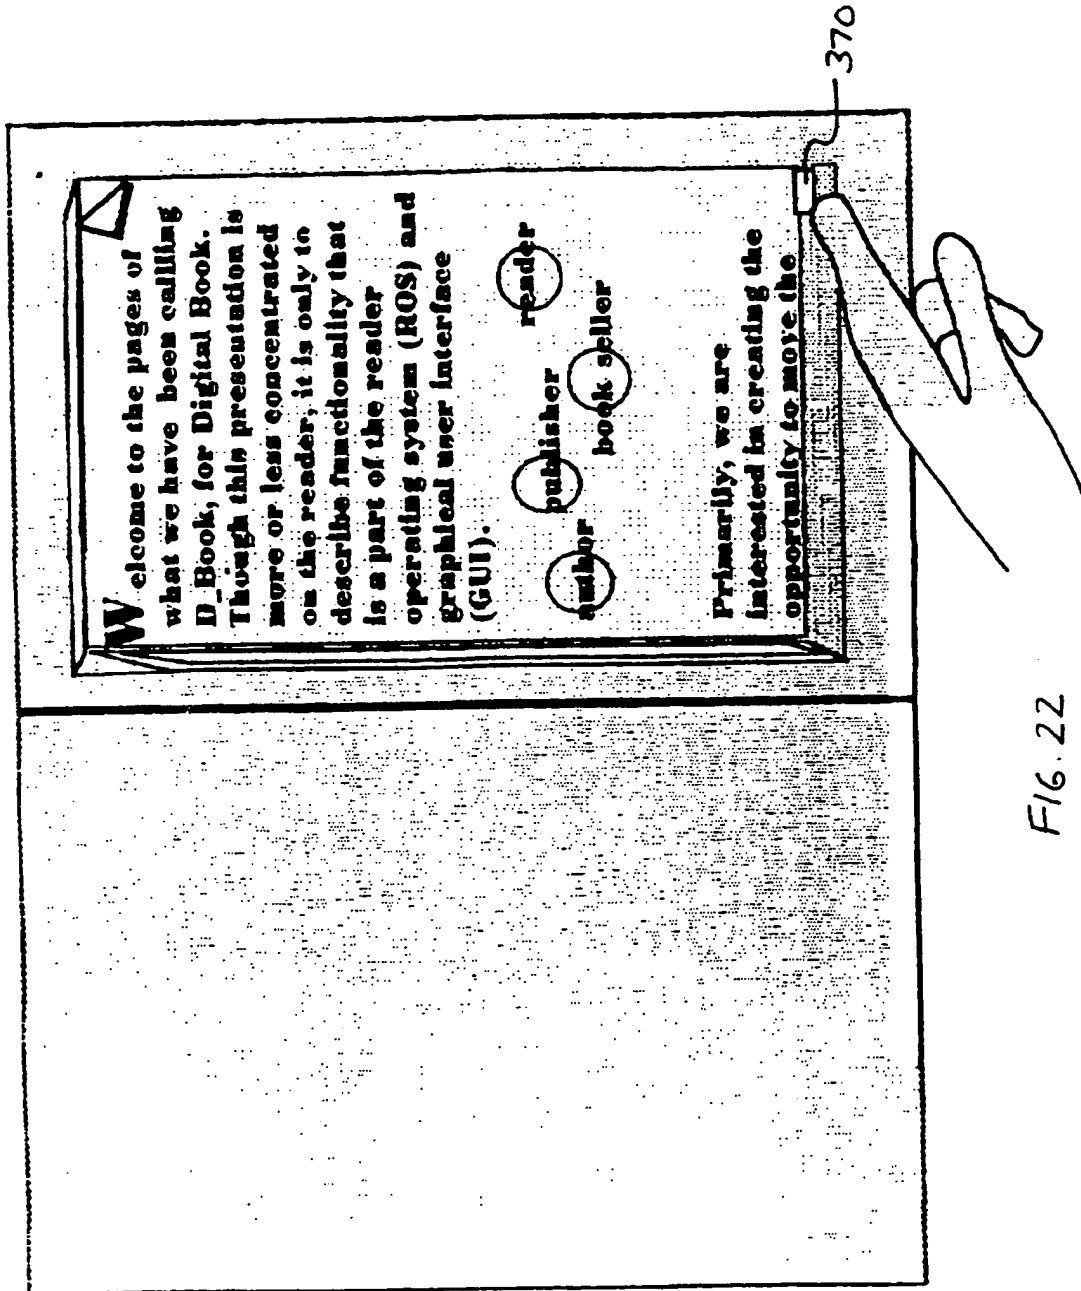 Welcome to the pages of
what we have been callling
D_Book, for Digital Book.
Though this presentation is
more or less concentrated
on the reader, it is only to
describe functionality that
is a part of the reader
operating system (ROS) and
graphical user interface
(GUI).
reader
publisher
book seller
author
Primarily, we are
interested in creating the
opportunity to move the
370
FIG. 22